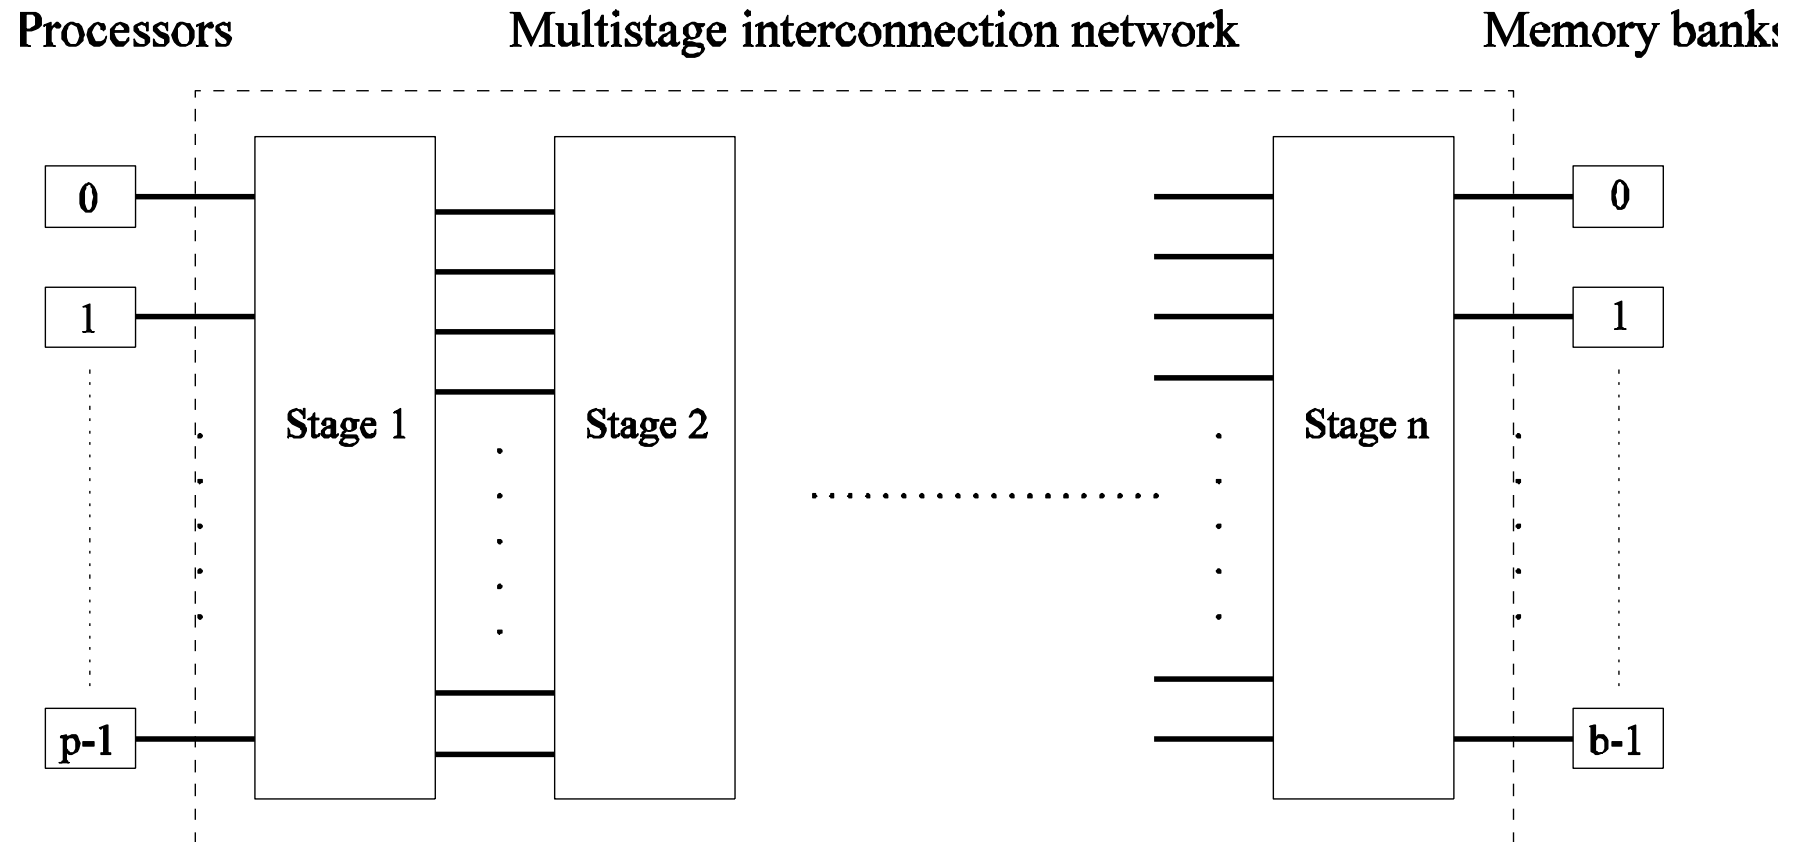 Processors Multistage interconnection network Memory banks
0 0
1 1
Stage 1 Stage 2 Stage n
p-1 b-1